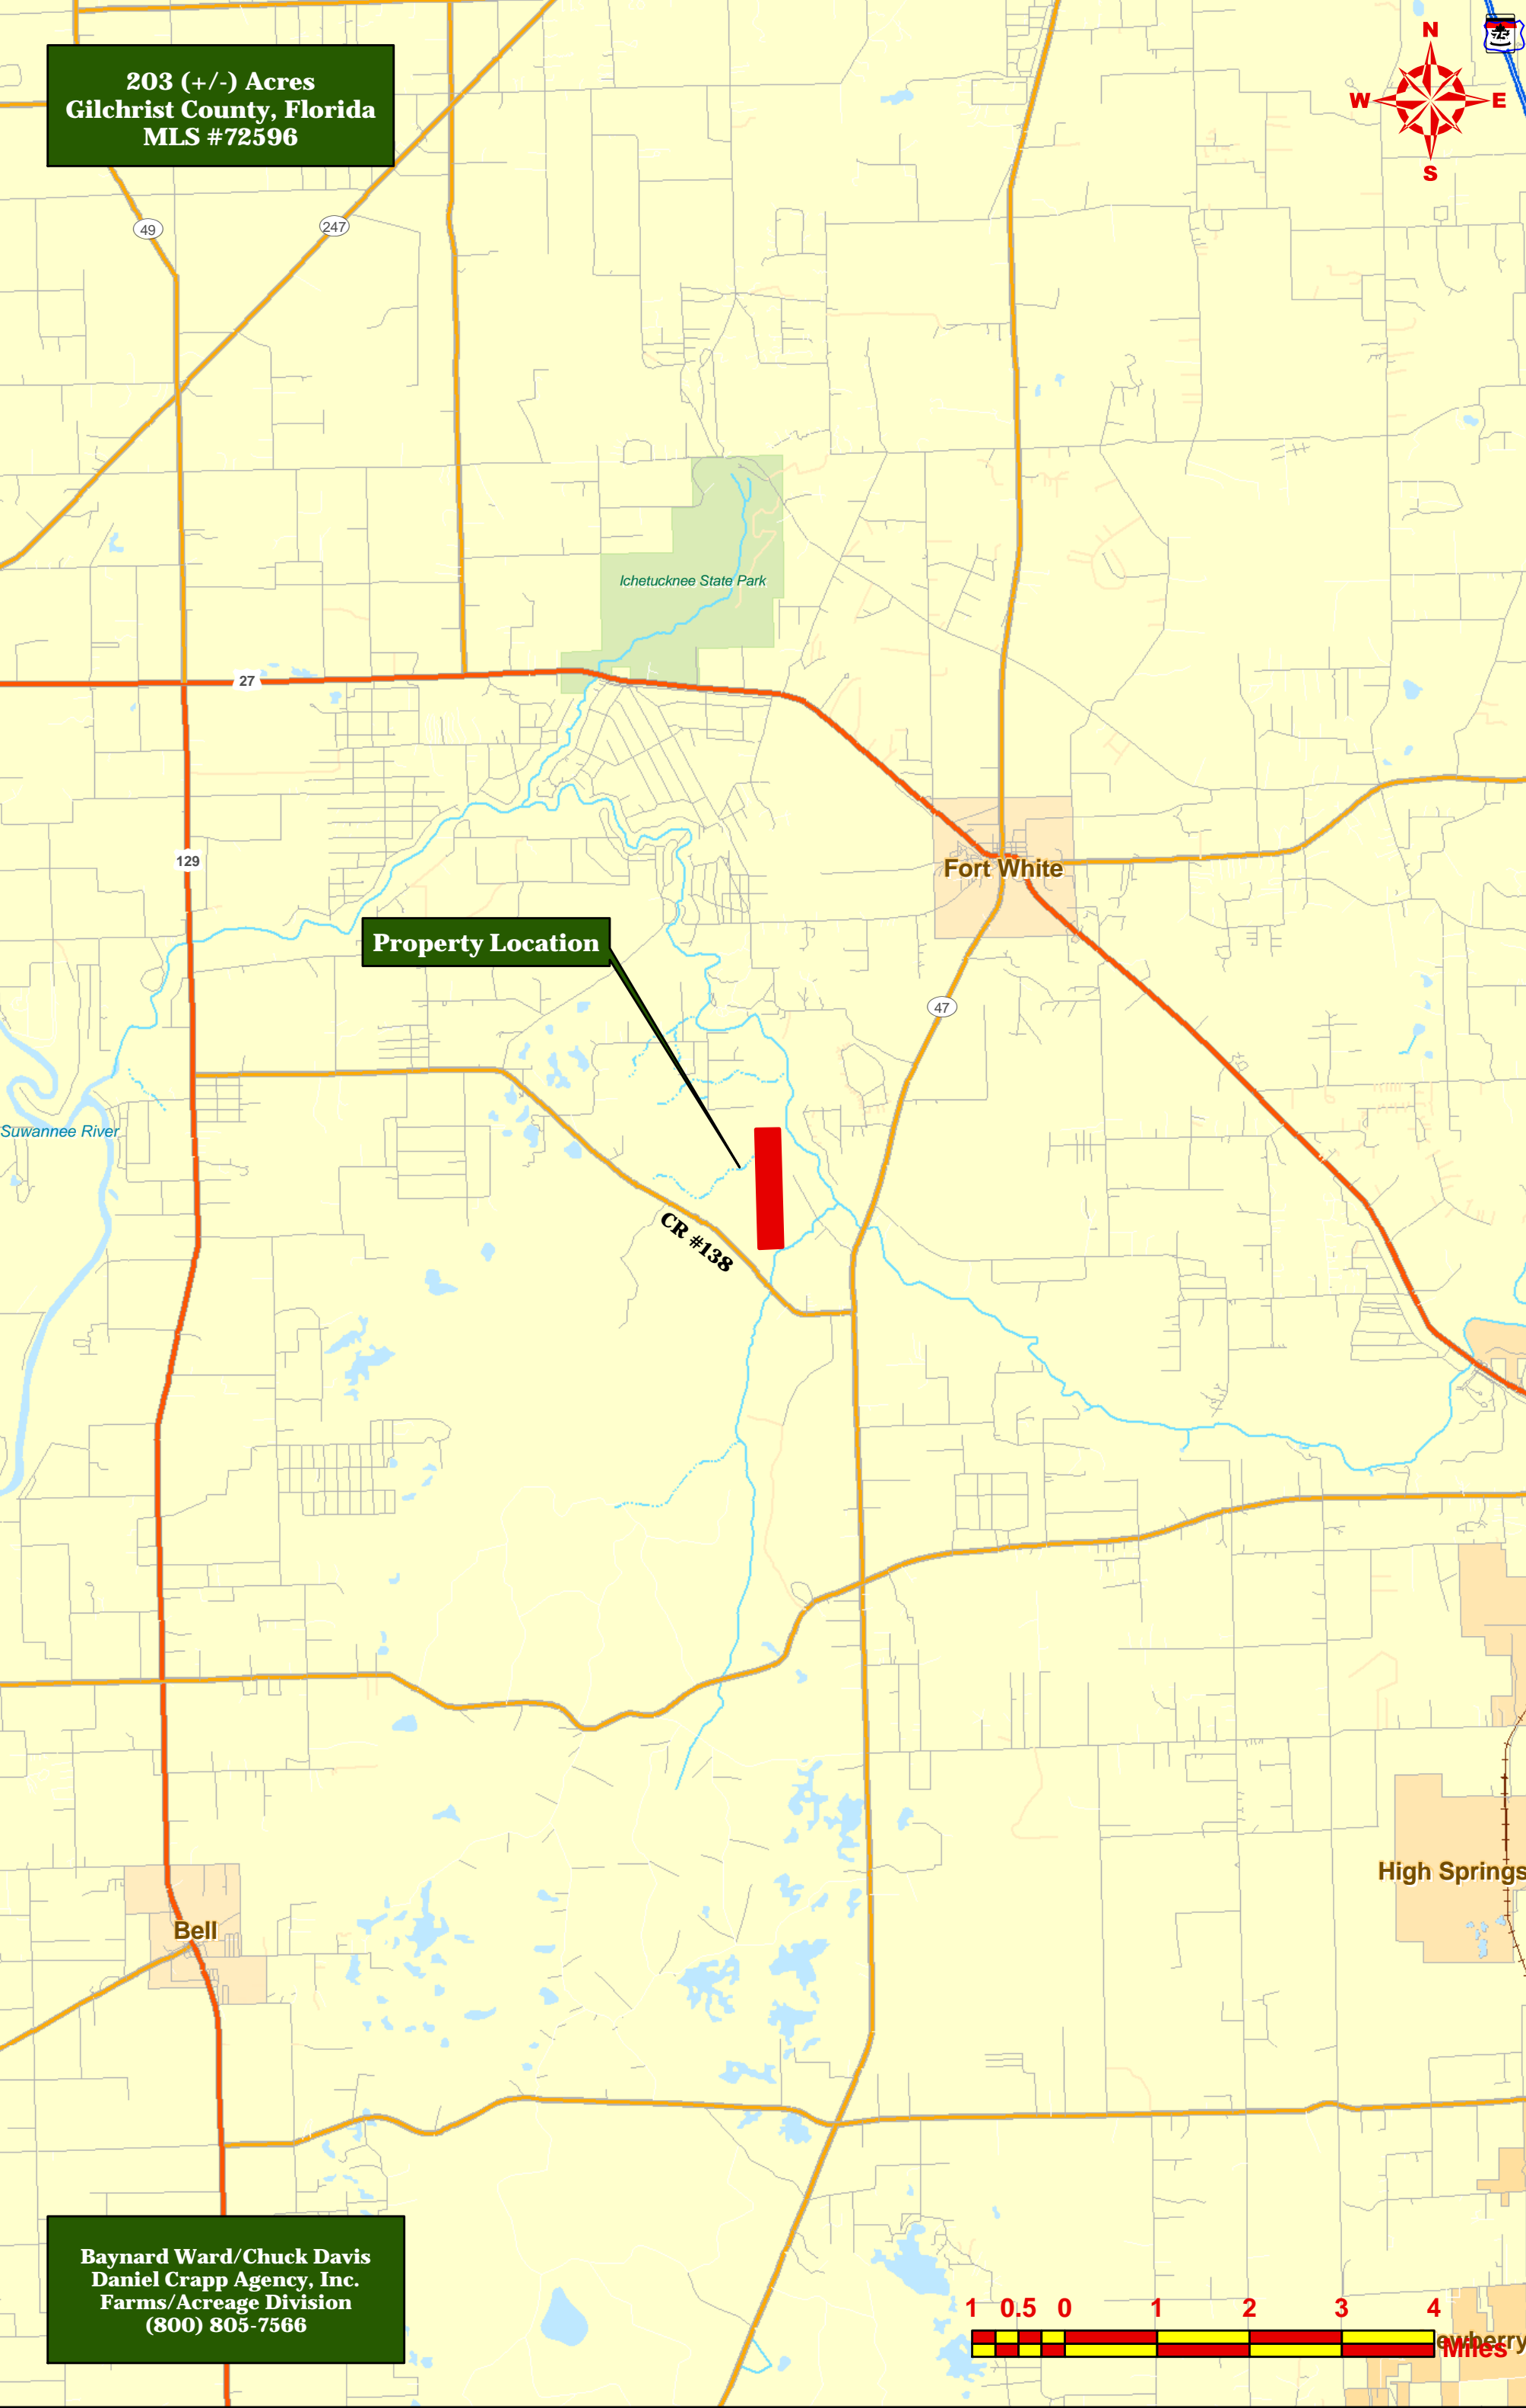 N
W E
S
203 (+/-) Acres
Gilchrist County, Florida
MLS #72596
49
247
Ichetucknee State Park
27
129
Fort White
Property Location
47
Suwannee River
CR #138
High Springs
Bell
Baynard Ward/Chuck Davis
Daniel Crapp Agency, Inc.
Farms/Acreage Division
(800) 805-7566
1 0.5 0 1 2 3 4
Miles
ewberry